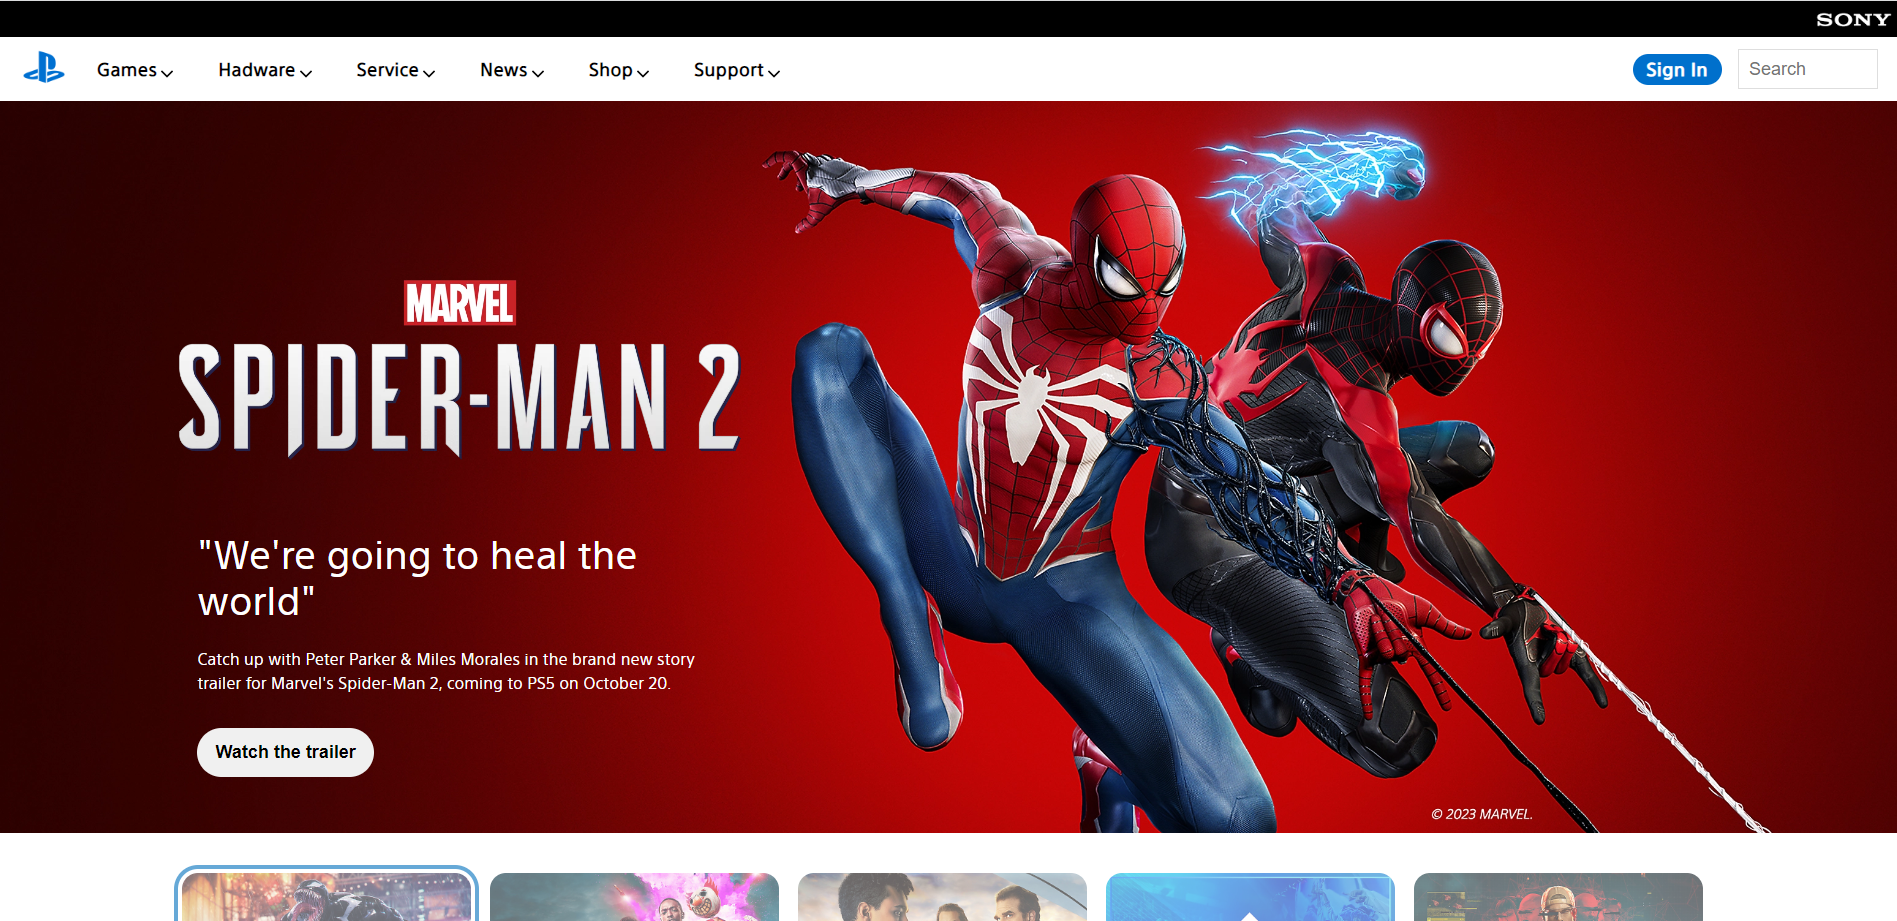 SONY
Games
Hadware
Service
News
Shop
Support
Sign In
Search
MARVEL
SPIDER-MAN 2
"We're going to heal the
world"
Catch up with Peter Parker & Miles Morales in the brand new story
trailer for Marvel's Spider-Man 2, coming to PS5 on October 20.
Watch the trailer
© 2023 MARVEL.